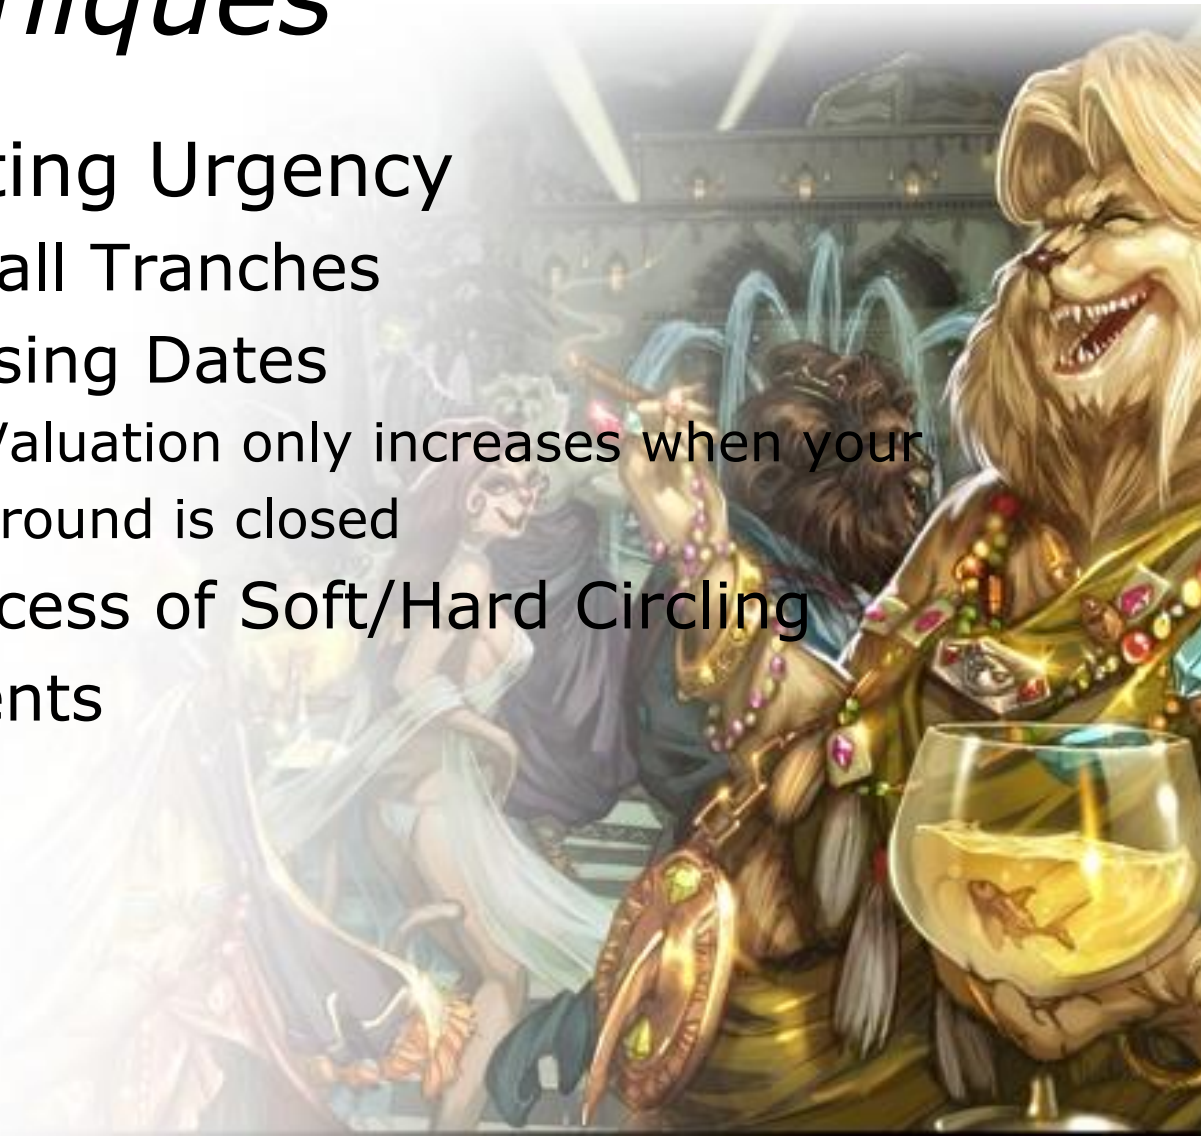 niques
ting Urgency
all Tranches
sing Dates
Valuation only increases when your
round is closed
cess of Soft/Hard Circling
ents